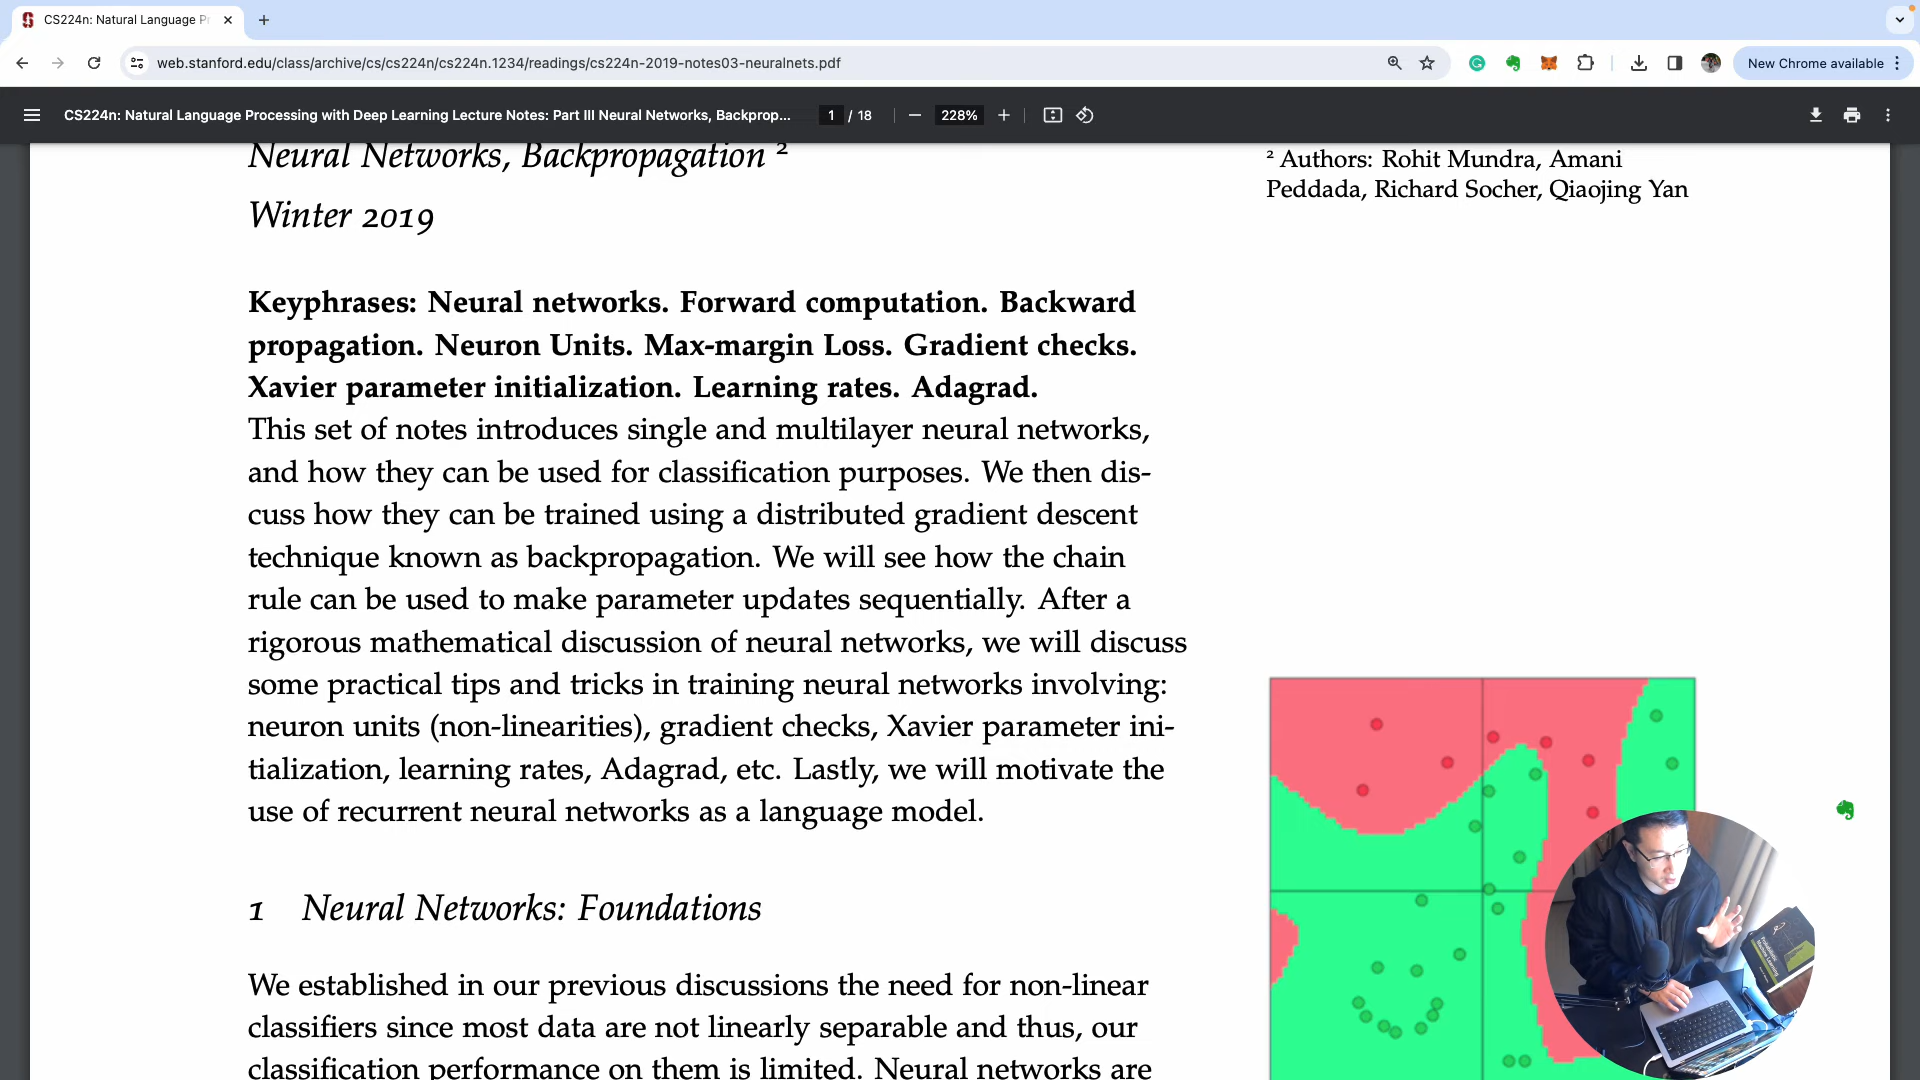 CS224n: Natural Language Pr
web.stanford.edu/class/archive/cs/cs224n/cs224n.1234/readings/cs224n-2019-notes03-neuralnets.pdf
New Chrome available
CS224n: Natural Language Processing with Deep Learning Lecture Notes: Part III Neural Networks, Backprop...
1 / 18
228%
Neural Networks, Backpropagation ²
Winter 2019
² Authors: Rohit Mundra, Amani
Peddada, Richard Socher, Qiaojing Yan
Keyphrases: Neural networks. Forward computation. Backward
propagation. Neuron Units. Max-margin Loss. Gradient checks.
Xavier parameter initialization. Learning rates. Adagrad.
This set of notes introduces single and multilayer neural networks,
and how they can be used for classification purposes. We then dis-
cuss how they can be trained using a distributed gradient descent
technique known as backpropagation. We will see how the chain
rule can be used to make parameter updates sequentially. After a
rigorous mathematical discussion of neural networks, we will discuss
some practical tips and tricks in training neural networks involving:
neuron units (non-linearities), gradient checks, Xavier parameter ini-
tialization, learning rates, Adagrad, etc. Lastly, we will motivate the
use of recurrent neural networks as a language model.
1 Neural Networks: Foundations
We established in our previous discussions the need for non-linear
classifiers since most data are not linearly separable and thus, our
classification performance on them is limited. Neural networks are
Probabilistic
Machine Learning